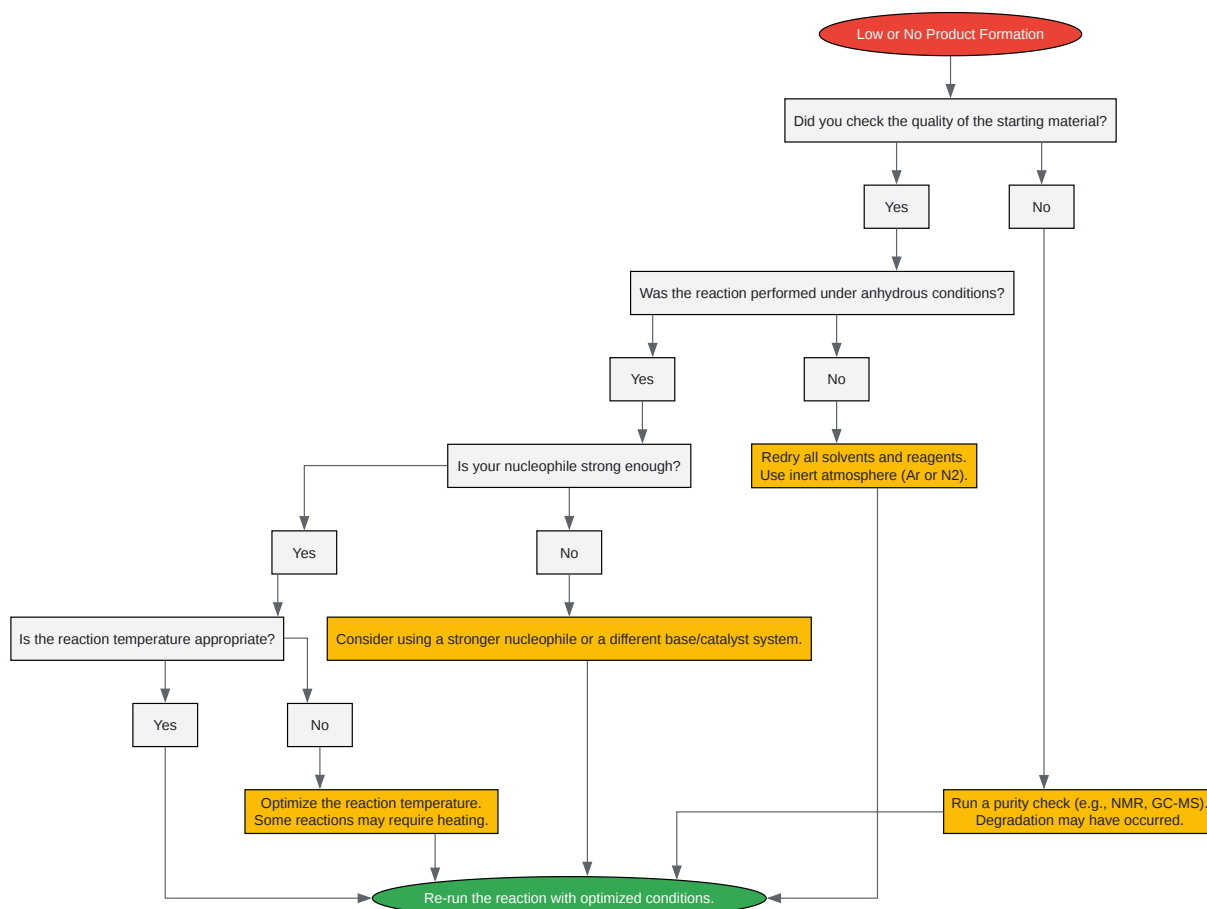 Low or No Product Formation
Did you check the quality of the starting material?
Yes
No
Was the reaction performed under anhydrous conditions?
Yes
No
Is your nucleophile strong enough?
Redry all solvents and reagents.
Use inert atmosphere (Ar or N2).
Yes
No
Is the reaction temperature appropriate?
Consider using a stronger nucleophile or a different base/catalyst system.
Yes
No
Optimize the reaction temperature.
Some reactions may require heating.
Run a purity check (e.g., NMR, GC-MS).
Degradation may have occurred.
Re-run the reaction with optimized conditions.